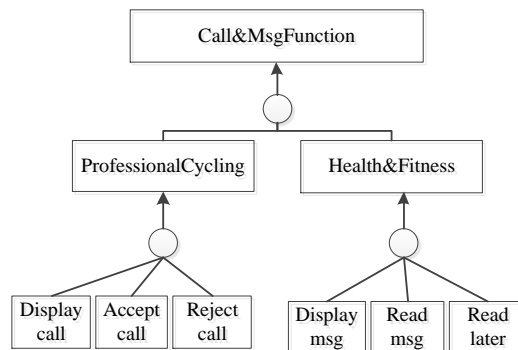 Call&MsgFunction
ProfessionalCycling
Health&Fitness
Display
call
Accept
call
Reject
call
Display
msg
Read
msg
Read
later